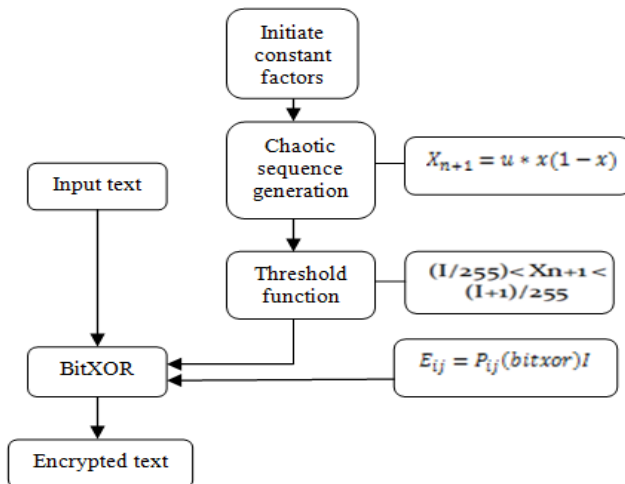 Initiate
constant
factors
Chaotic
sequence
generation
Xₙ₊₁ = u * x(1 − x)
Input text
Threshold
function
(I/255)< Xn+1 <
(I+1)/255
BitXOR
Eᵢⱼ = Pᵢⱼ(bitxor)I
Encrypted text